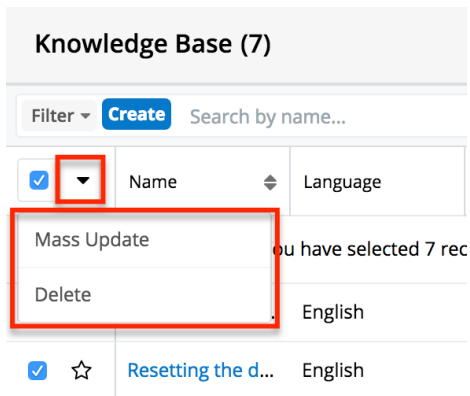 Knowledge Base (7)
Filter Create Search by name...
Name Language
Mass Update
you have selected 7 rec
Delete
. English
Resetting the d... English